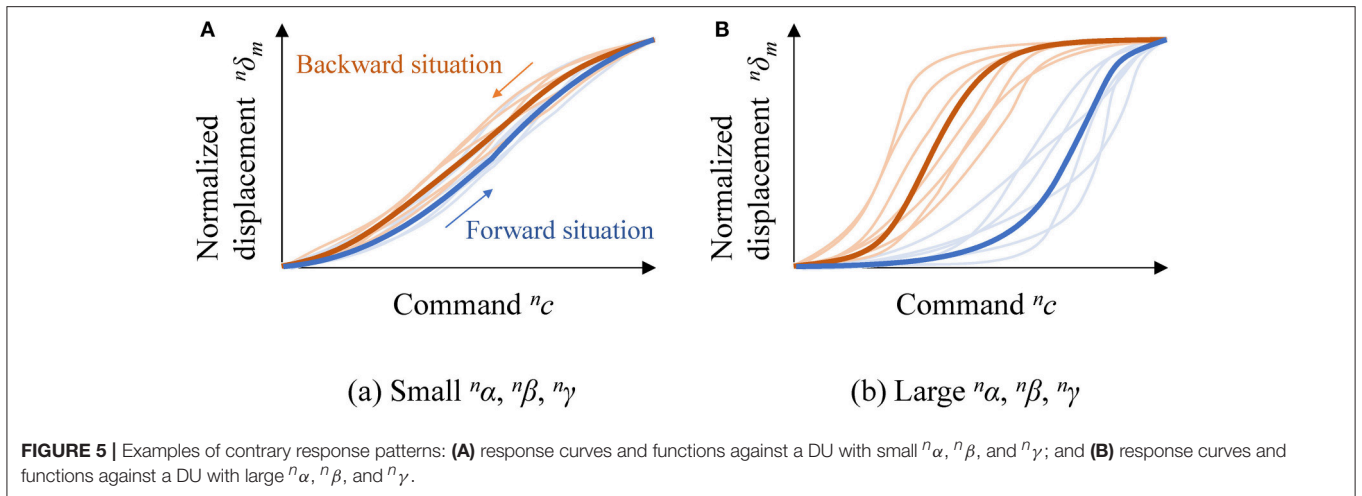 A
Normalized
displacement ⁿδₘ
Backward situation
Forward situation
Command ⁿc
(a) Small ⁿα, ⁿβ, ⁿγ
B
Normalized
displacement ⁿδₘ
Command ⁿc
(b) Large ⁿα, ⁿβ, ⁿγ
FIGURE 5 | Examples of contrary response patterns: (A) response curves and functions against a DU with small ⁿα, ⁿβ, and ⁿγ; and (B) response curves and
functions against a DU with large ⁿα, ⁿβ, and ⁿγ.